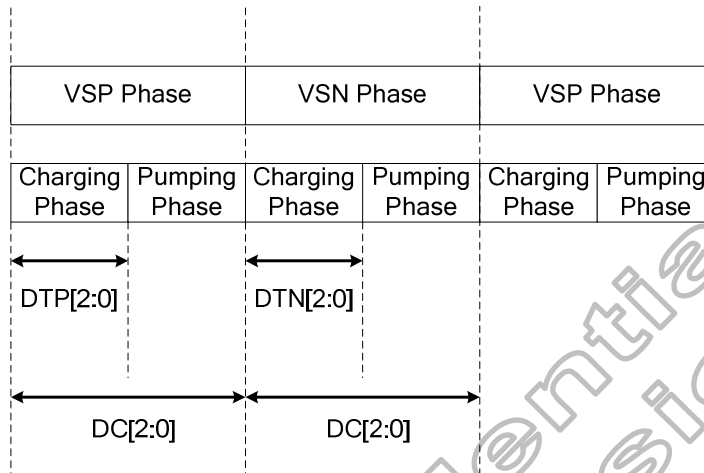 VSP Phase VSN Phase VSP Phase
Charging Pumping Charging Pumping Charging Pumping
Phase Phase Phase Phase Phase Phase
DTP[2:0] DTN[2:0]
DC[2:0] DC[2:0]